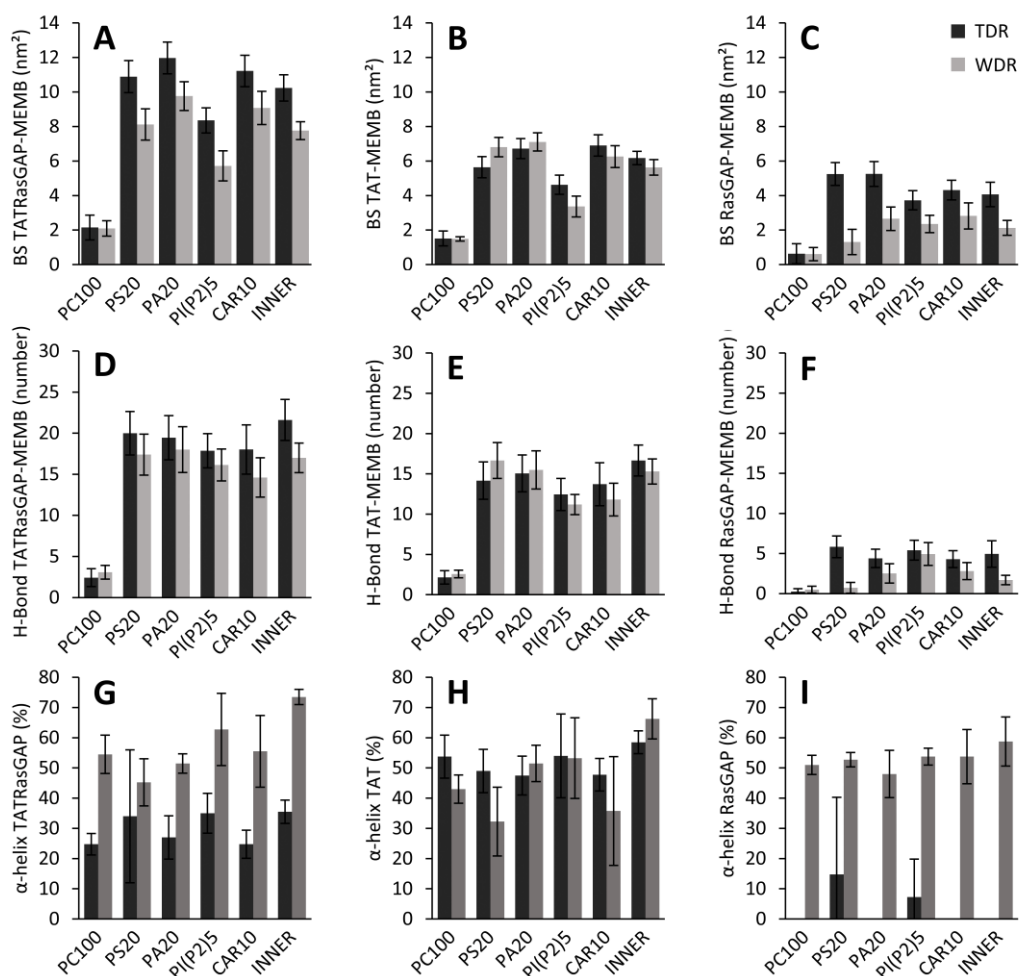 A
BS TATRasGAP-MEMB (nm²)
14
12
10
8
6
4
2
0
PC100
PS20
PA20
PI(P2)5
CAR10
INNER
B
BS TAT-MEMB (nm²)
14
12
10
8
6
4
2
0
PC100
PS20
PA20
PI(P2)5
CAR10
INNER
C
TDR
WDR
BS RasGAP-MEMB (nm²)
14
12
10
8
6
4
2
0
PC100
PS20
PA20
PI(P2)5
CAR10
INNER
D
H-Bond TATRasGAP-MEMB (number)
30
25
20
15
10
5
0
PC100
PS20
PA20
PI(P2)5
CAR10
INNER
E
H-Bond TAT-MEMB (number)
30
25
20
15
10
5
0
PC100
PS20
PA20
PI(P2)5
CAR10
INNER
F
H-Bond RasGAP-MEMB (number)
30
25
20
15
10
5
0
PC100
PS20
PA20
PI(P2)5
CAR10
INNER
G
α-helix TATRasGAP (%)
80
70
60
50
40
30
20
10
0
PC100
PS20
PA20
PI(P2)5
CAR10
INNER
H
α-helix TAT (%)
80
70
60
50
40
30
20
10
0
PC100
PS20
PA20
PI(P2)5
CAR10
INNER
I
α-helix RasGAP (%)
80
70
60
50
40
30
20
10
0
PC100
PS20
PA20
PI(P2)5
CAR10
INNER